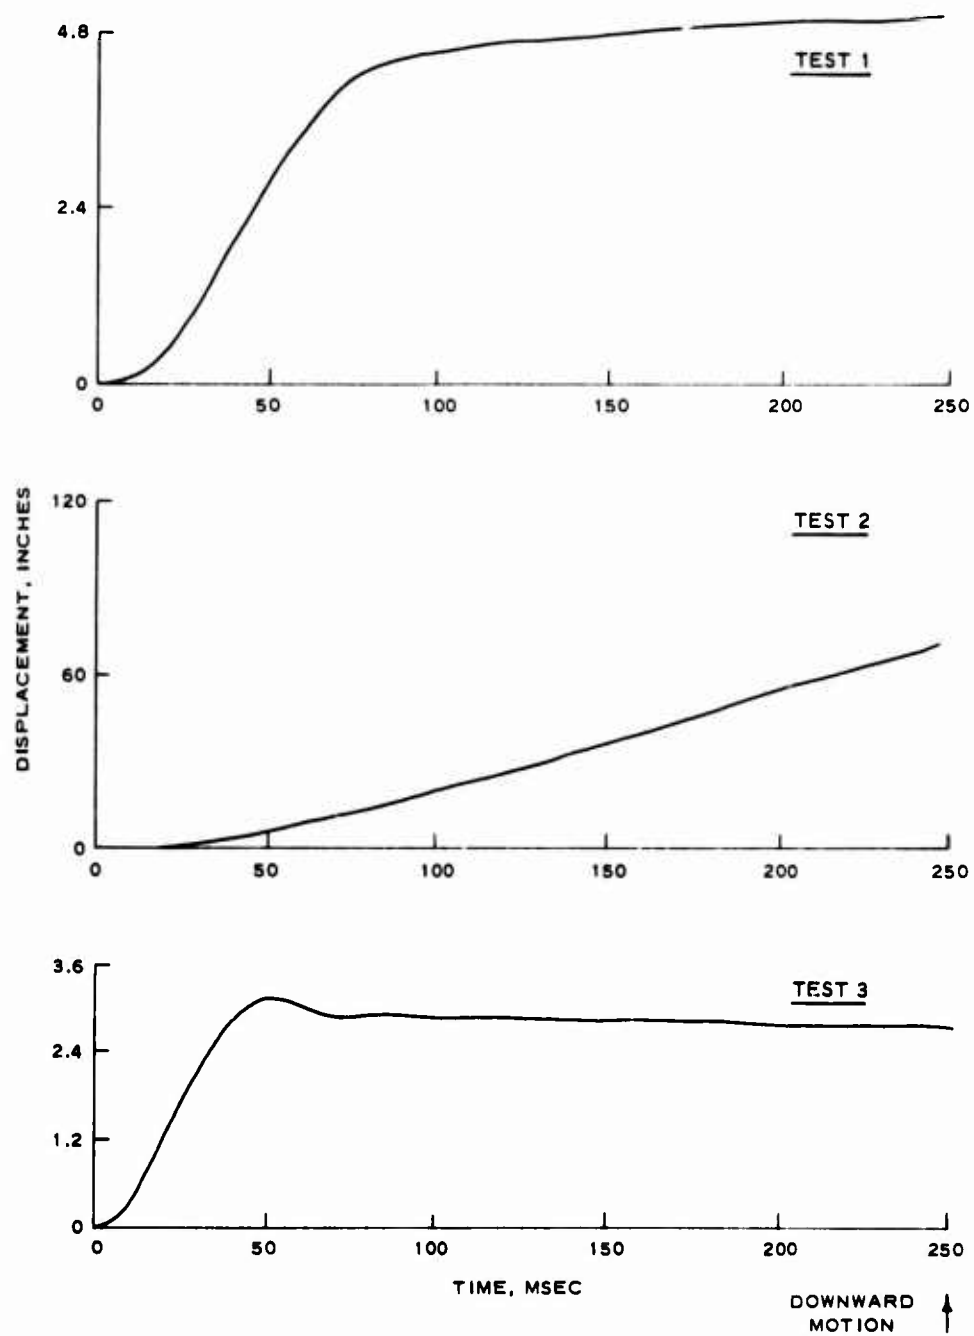 4.8
TEST 1
2.4
0
0 50 100 150 200 250
DISPLACEMENT, INCHES
120
TEST 2
60
0
0 50 100 150 200 250
3.6
TEST 3
2.4
1.2
0
0 50 100 150 200 250
TIME, MSEC
DOWNWARD
MOTION